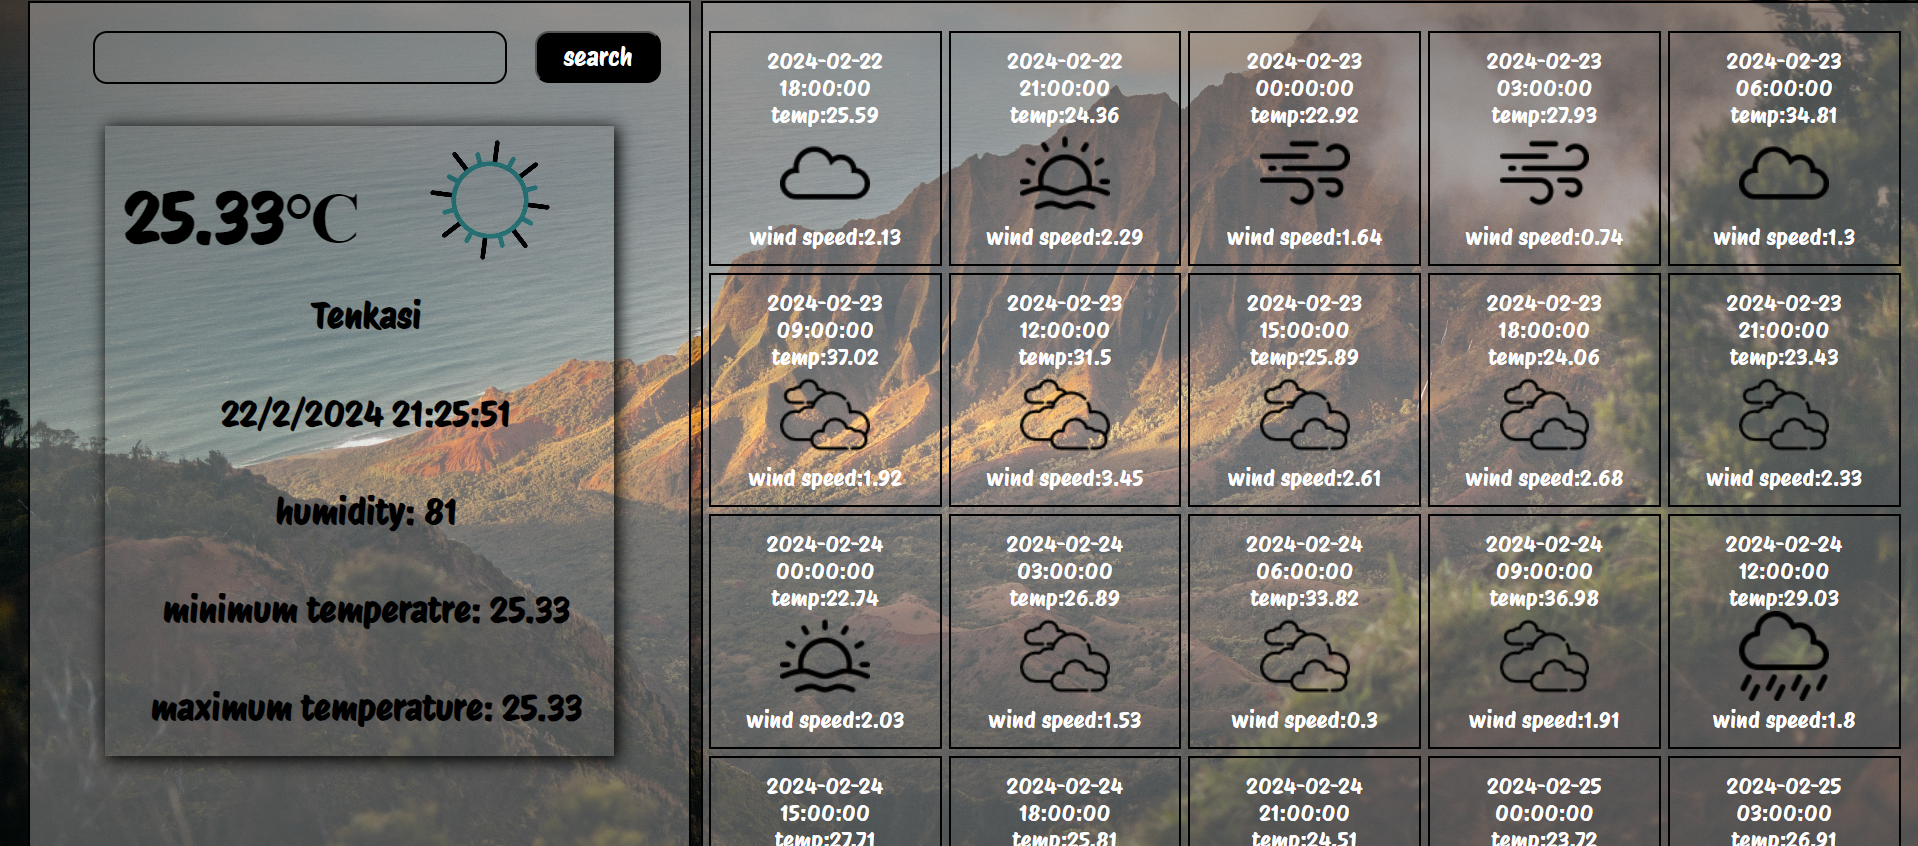 search
25.33°C
Tenkasi
22/2/2024 21:25:51
humidity: 81
minimum temperatre: 25.33
maximum temperature: 25.33
2024-02-22
18:00:00
temp:25.59
wind speed:2.13
2024-02-22
21:00:00
temp:24.36
wind speed:2.29
2024-02-23
00:00:00
temp:22.92
wind speed:1.64
2024-02-23
03:00:00
temp:27.93
wind speed:0.74
2024-02-23
06:00:00
temp:34.81
wind speed:1.3
2024-02-23
09:00:00
temp:37.02
wind speed:1.92
2024-02-23
12:00:00
temp:31.5
wind speed:3.45
2024-02-23
15:00:00
temp:25.89
wind speed:2.61
2024-02-23
18:00:00
temp:24.06
wind speed:2.68
2024-02-23
21:00:00
temp:23.43
wind speed:2.33
2024-02-24
00:00:00
temp:22.74
wind speed:2.03
2024-02-24
03:00:00
temp:26.89
wind speed:1.53
2024-02-24
06:00:00
temp:33.82
wind speed:0.3
2024-02-24
09:00:00
temp:36.98
wind speed:1.91
2024-02-24
12:00:00
temp:29.03
wind speed:1.8
2024-02-24
15:00:00
temp:27.71
2024-02-24
18:00:00
temp:25.81
2024-02-24
21:00:00
temp:24.51
2024-02-25
00:00:00
temp:23.72
2024-02-25
03:00:00
temp:26.91